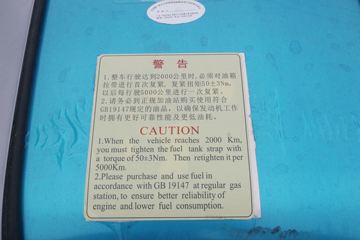 警告
1.整车行驶达到2000公里时,必须对油箱
拉带进行首次复紧,复紧扭矩50±3Nm,
以后每行驶5000公里进行一次复紧。
2.请务必到正规加油站购买使用符合
GB19147规定的油品,以确保发动机工作
时拥有更好可靠性能及更低油耗。
CAUTION
1.When the vehicle reaches 2000 Km,
you must tighten the fuel tank strap with
a torque of 50±3Nm. Then retighten it per
5000Km.
2.Please purchase and use fuel in
accordance with GB 19147 at regular gas
station, to ensure better reliability of
engine and lower fuel consumption.